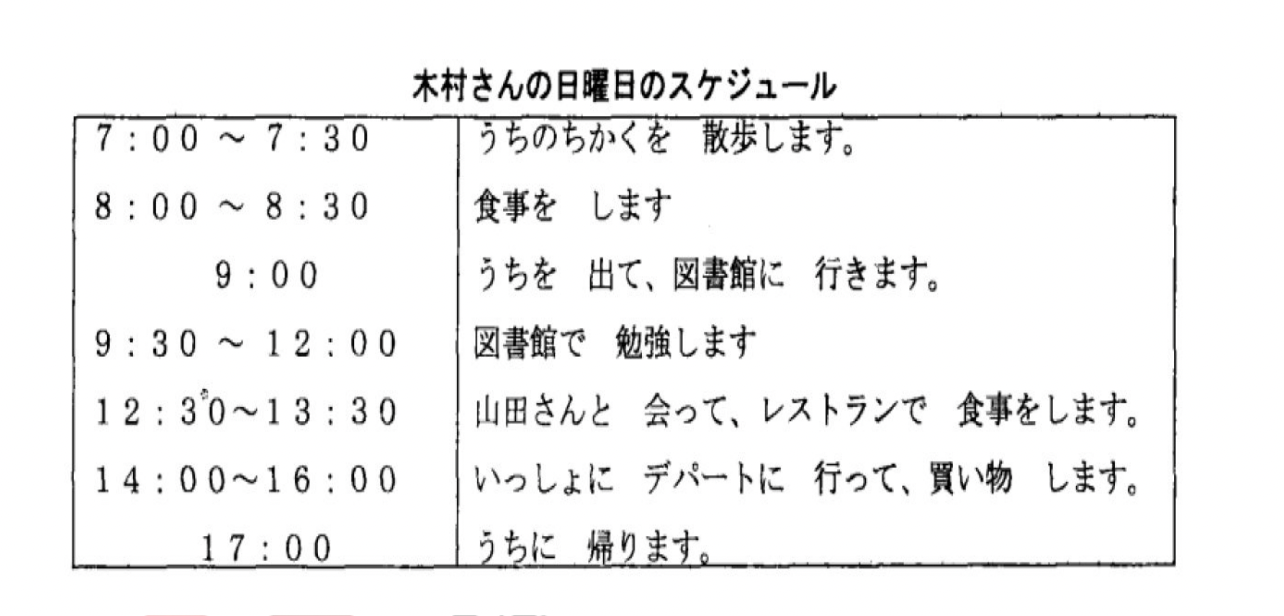 木村さんの日曜日のスケジュール
7:00 ～ 7:30 うちのちかくを 散歩します。
8:00 ～ 8:30 食事を します
9:00 うちを 出て、図書館に 行きます。
9:30 ～ 12:00 図書館で 勉強します
12:30～13:30 山田さんと 会って、レストランで 食事をします。
14:00～16:00 いっしょに デパートに 行って、買い物 します。
17:00 うちに 帰ります。